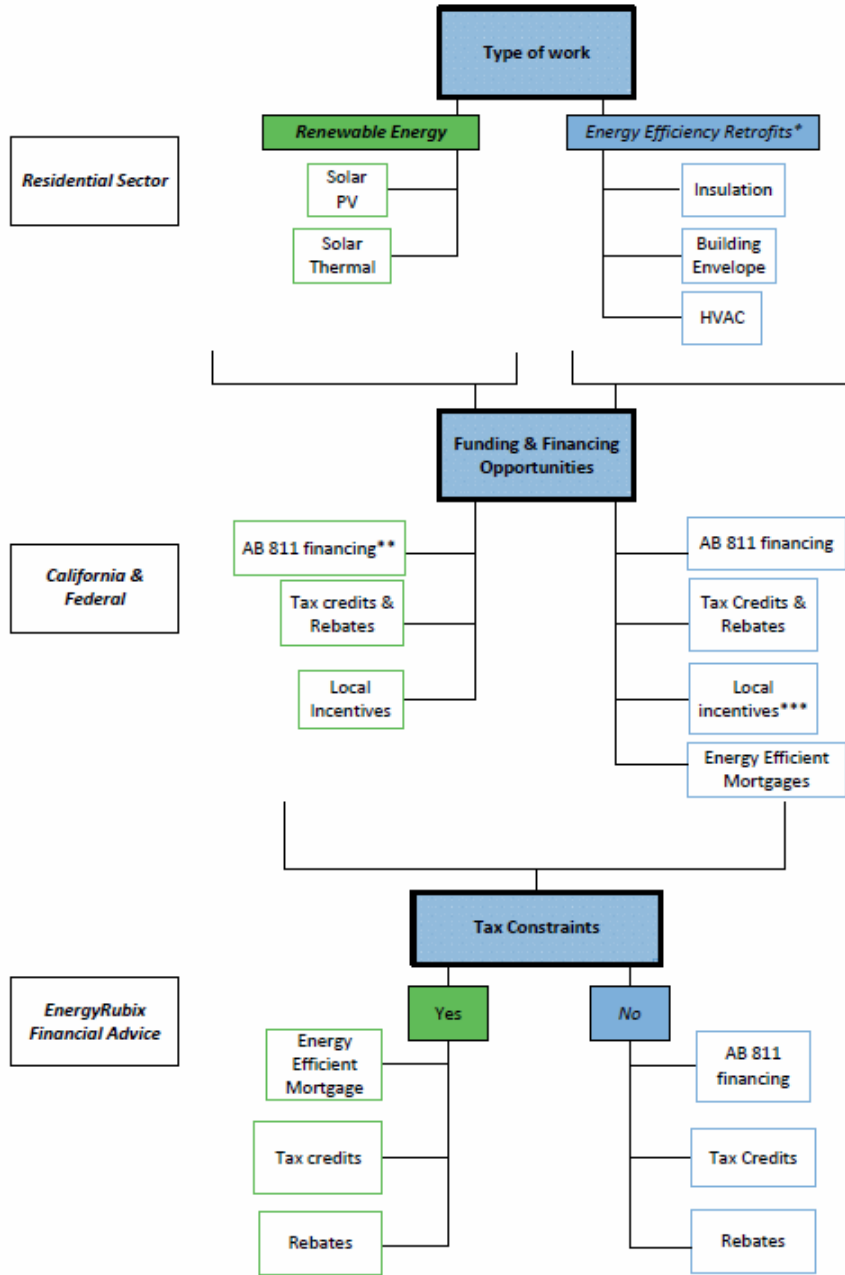 Type of work
Renewable Energy
Energy Efficiency Retrofits*
Residential Sector
Solar
PV
Solar
Thermal
Insulation
Building
Envelope
HVAC
Funding & Financing
Opportunities
California &
Federal
AB 811 financing**
Tax credits &
Rebates
Local
Incentives
AB 811 financing
Tax Credits &
Rebates
Local
incentives***
Energy Efficient
Mortgages
Tax Constraints
EnergyRubix
Financial Advice
Yes
No
Energy
Efficient
Mortgage
Tax credits
Rebates
AB 811
financing
Tax Credits
Rebates